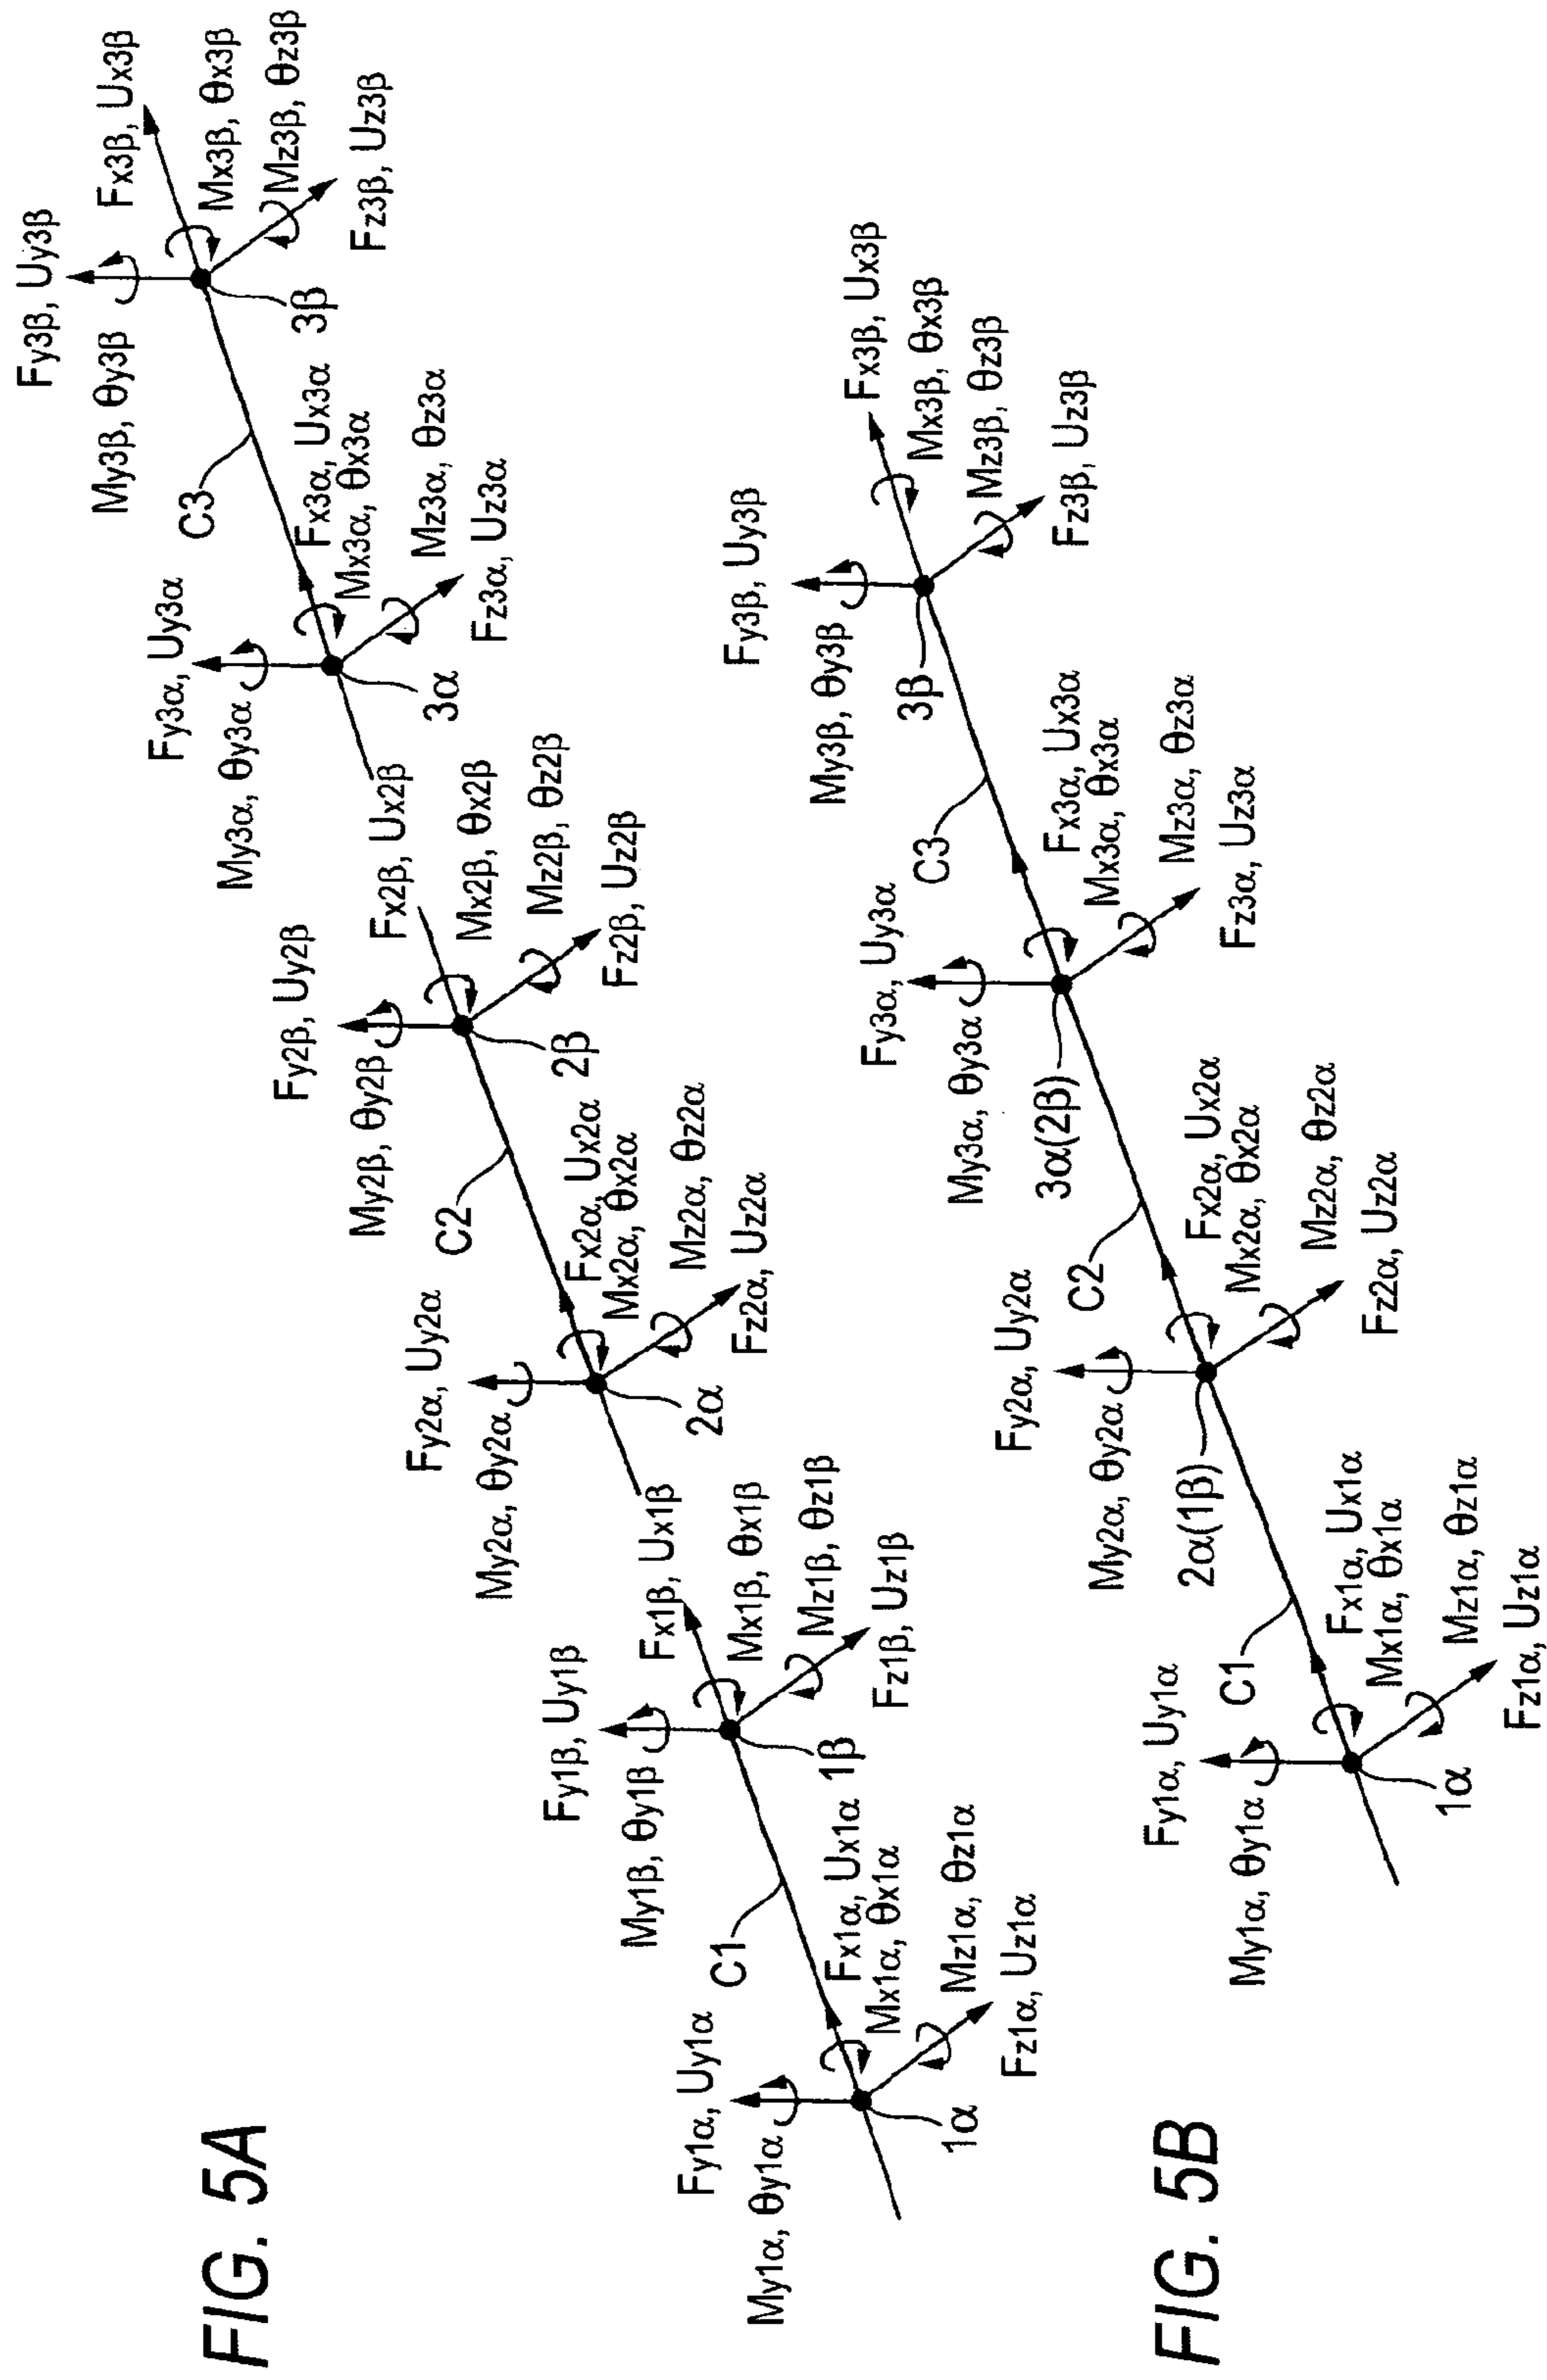 FIG. 5A
Fy1α, Uy1α
My1α, θy1α
1α
Fx1α, Ux1α
Mx1α, θx1α
Mz1α, θz1α
Fz1α, Uz1α
C1
Fy1β, Uy1β
My1β, θy1β
1β
Fx1β, Ux1β
Mx1β, θx1β
Mz1β, θz1β
Fz1β, Uz1β
Fy2α, Uy2α
My2α, θy2α
2α
Fx2α, Ux2α
Mx2α, θx2α
Mz2α, θz2α
Fz2α, Uz2α
C2
Fy2β, Uy2β
My2β, θy2β
2β
Fx2β, Ux2β
Mx2β, θx2β
Mz2β, θz2β
Fz2β, Uz2β
Fy3α, Uy3α
My3α, θy3α
3α
Fx3α, Ux3α
Mx3α, θx3α
Mz3α, θz3α
Fz3α, Uz3α
C3
Fy3β, Uy3β
My3β, θy3β
3β
Fx3β, Ux3β
Mx3β, θx3β
Mz3β, θz3β
Fz3β, Uz3β
FIG. 5B
Fy1α, Uy1α
My1α, θy1α
1α
Fx1α, Ux1α
Mx1α, θx1α
Mz1α, θz1α
Fz1α, Uz1α
C1
Fy2α, Uy2α
My2α, θy2α
2α(1β)
Fx2α, Ux2α
Mx2α, θx2α
Mz2α, θz2α
Fz2α, Uz2α
C2
Fy3α, Uy3α
My3α, θy3α
3α(2β)
Fx3α, Ux3α
Mx3α, θx3α
Mz3α, θz3α
Fz3α, Uz3α
C3
Fy3β, Uy3β
My3β, θy3β
3β
Fx3β, Ux3β
Mx3β, θx3β
Mz3β, θz3β
Fz3β, Uz3β